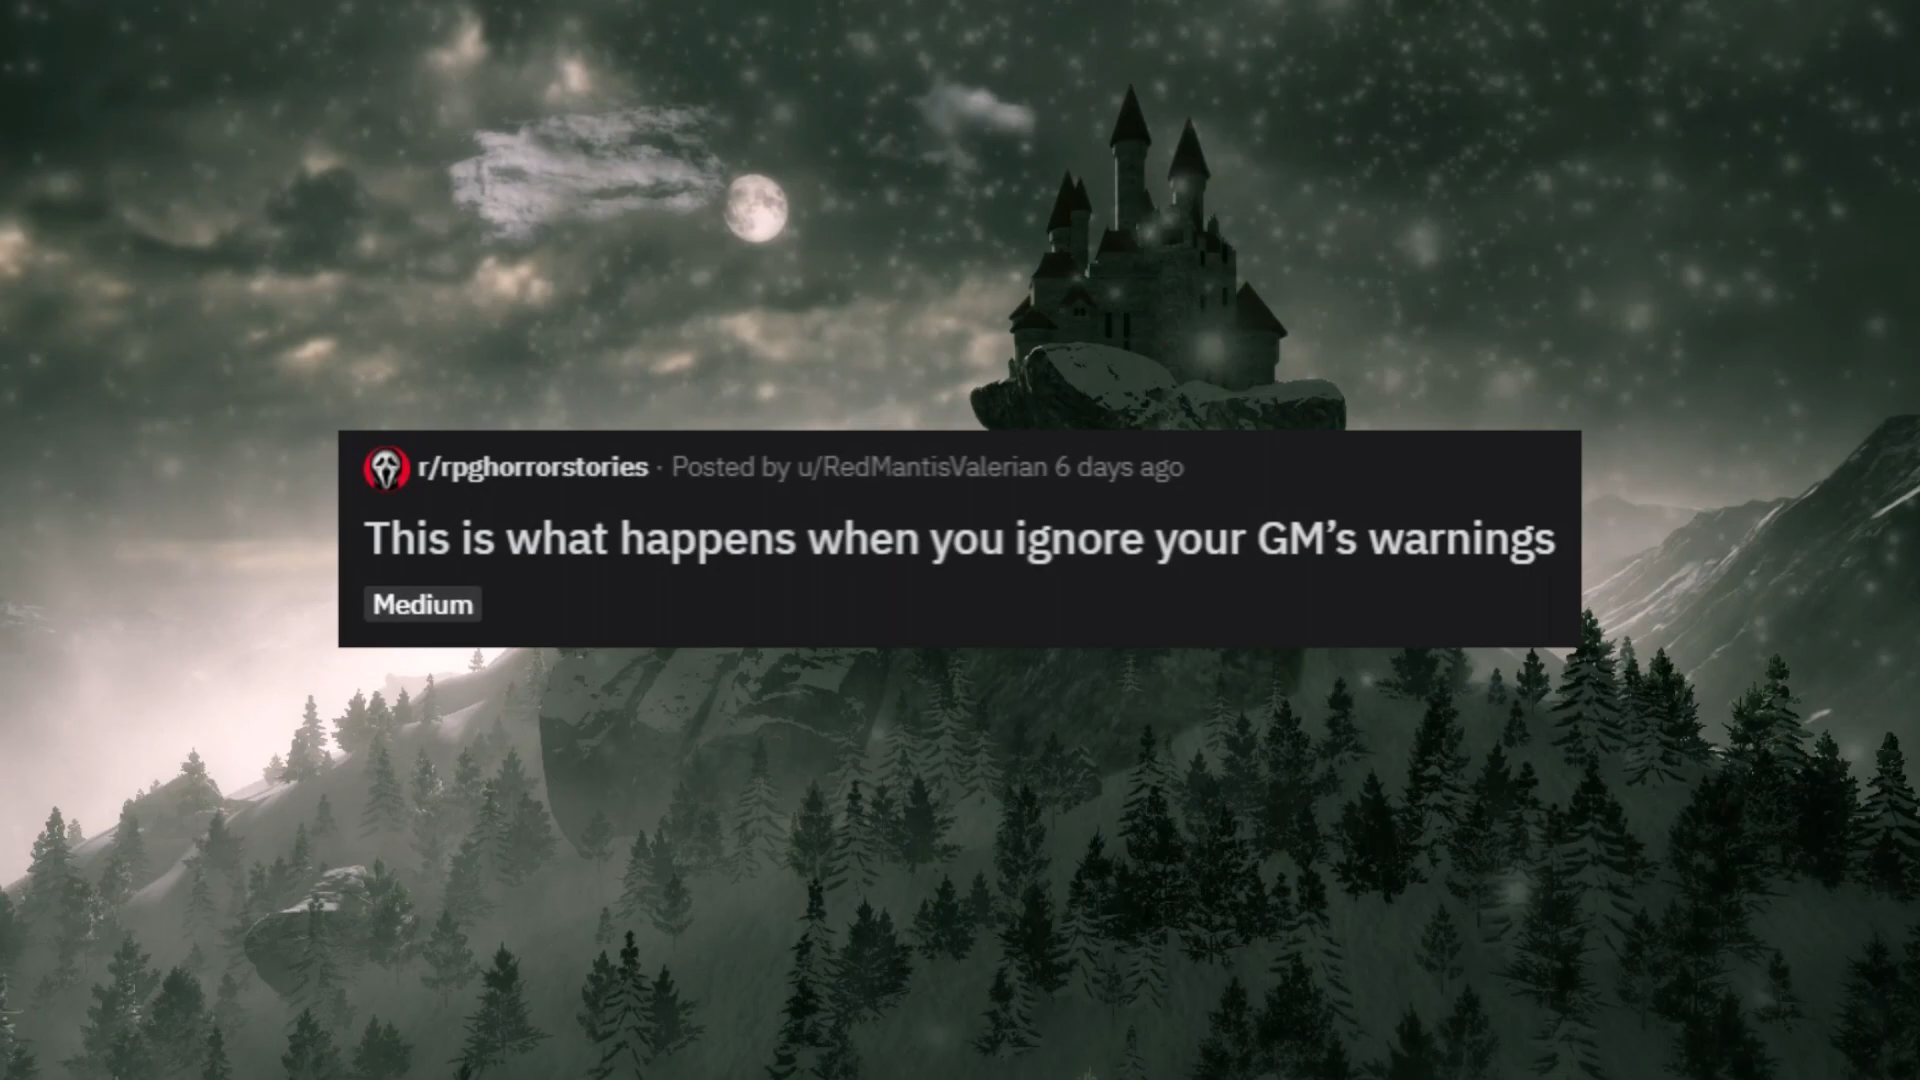 r/rpghorrorstories · Posted by u/RedMantisValerian 6 days ago
This is what happens when you ignore your GM’s warnings
Medium